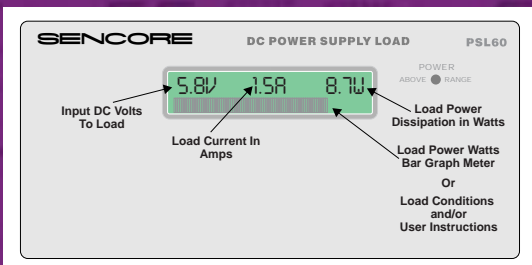 SENCORE
DC POWER SUPPLY LOAD
PSL60
POWER
ABOVE RANGE
5.8V 1.5A 8.7W
Input DC Volts
To Load
Load Current In
Amps
Load Power
Dissipation in Watts
Load Power Watts
Bar Graph Meter
Or
Load Conditions
and/or
User Instructions